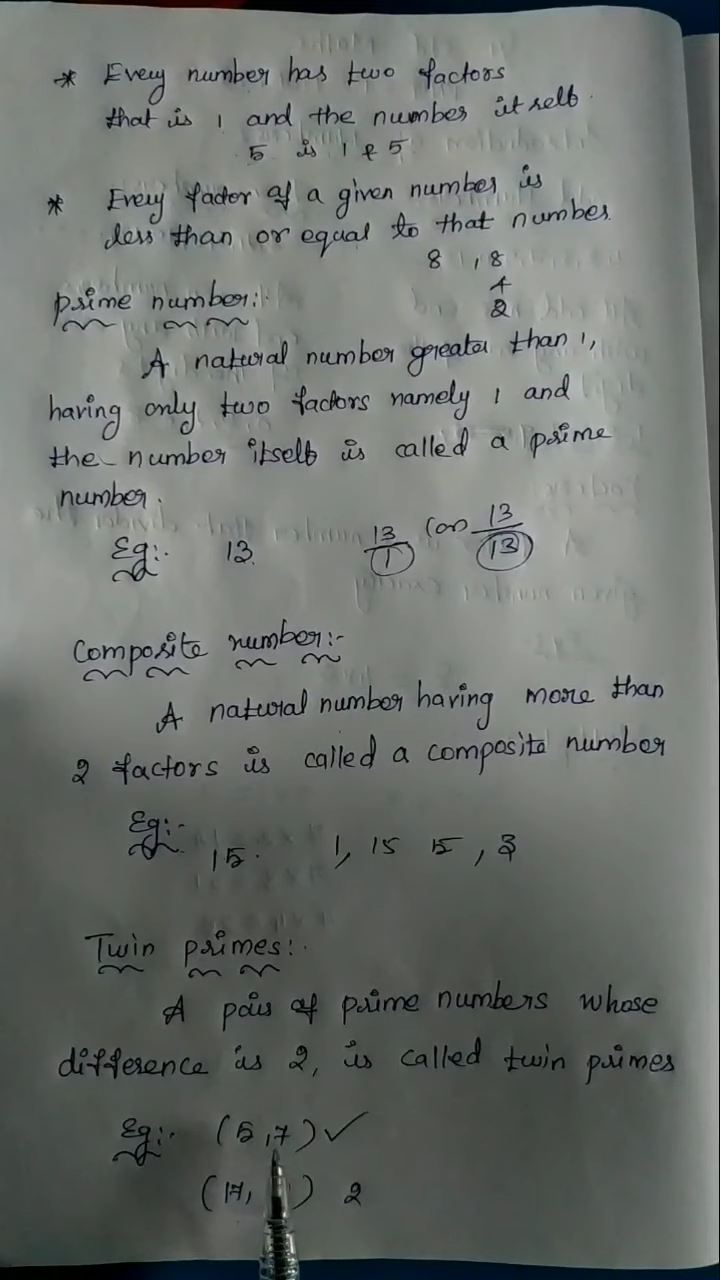 * Every number has two factors
that is 1 and the number itself.
5 is 1 & 5
* Every factor of a given number is
less than or equal to that number.
8 1, 8
4
2
Prime number:-
A natural number greater than 1,
having only two factors namely 1 and
the number itself is called a prime
number.
Eg:- 13 13/1 (or) 13/13
Composite number:-
A natural number having more than
2 factors is called a composite number
Eg:- 15. 1, 15 5, 3
Twin primes:-
A pair of prime numbers whose
difference is 2, is called twin primes
Eg:- (5,7) ✓
(17, ) 2